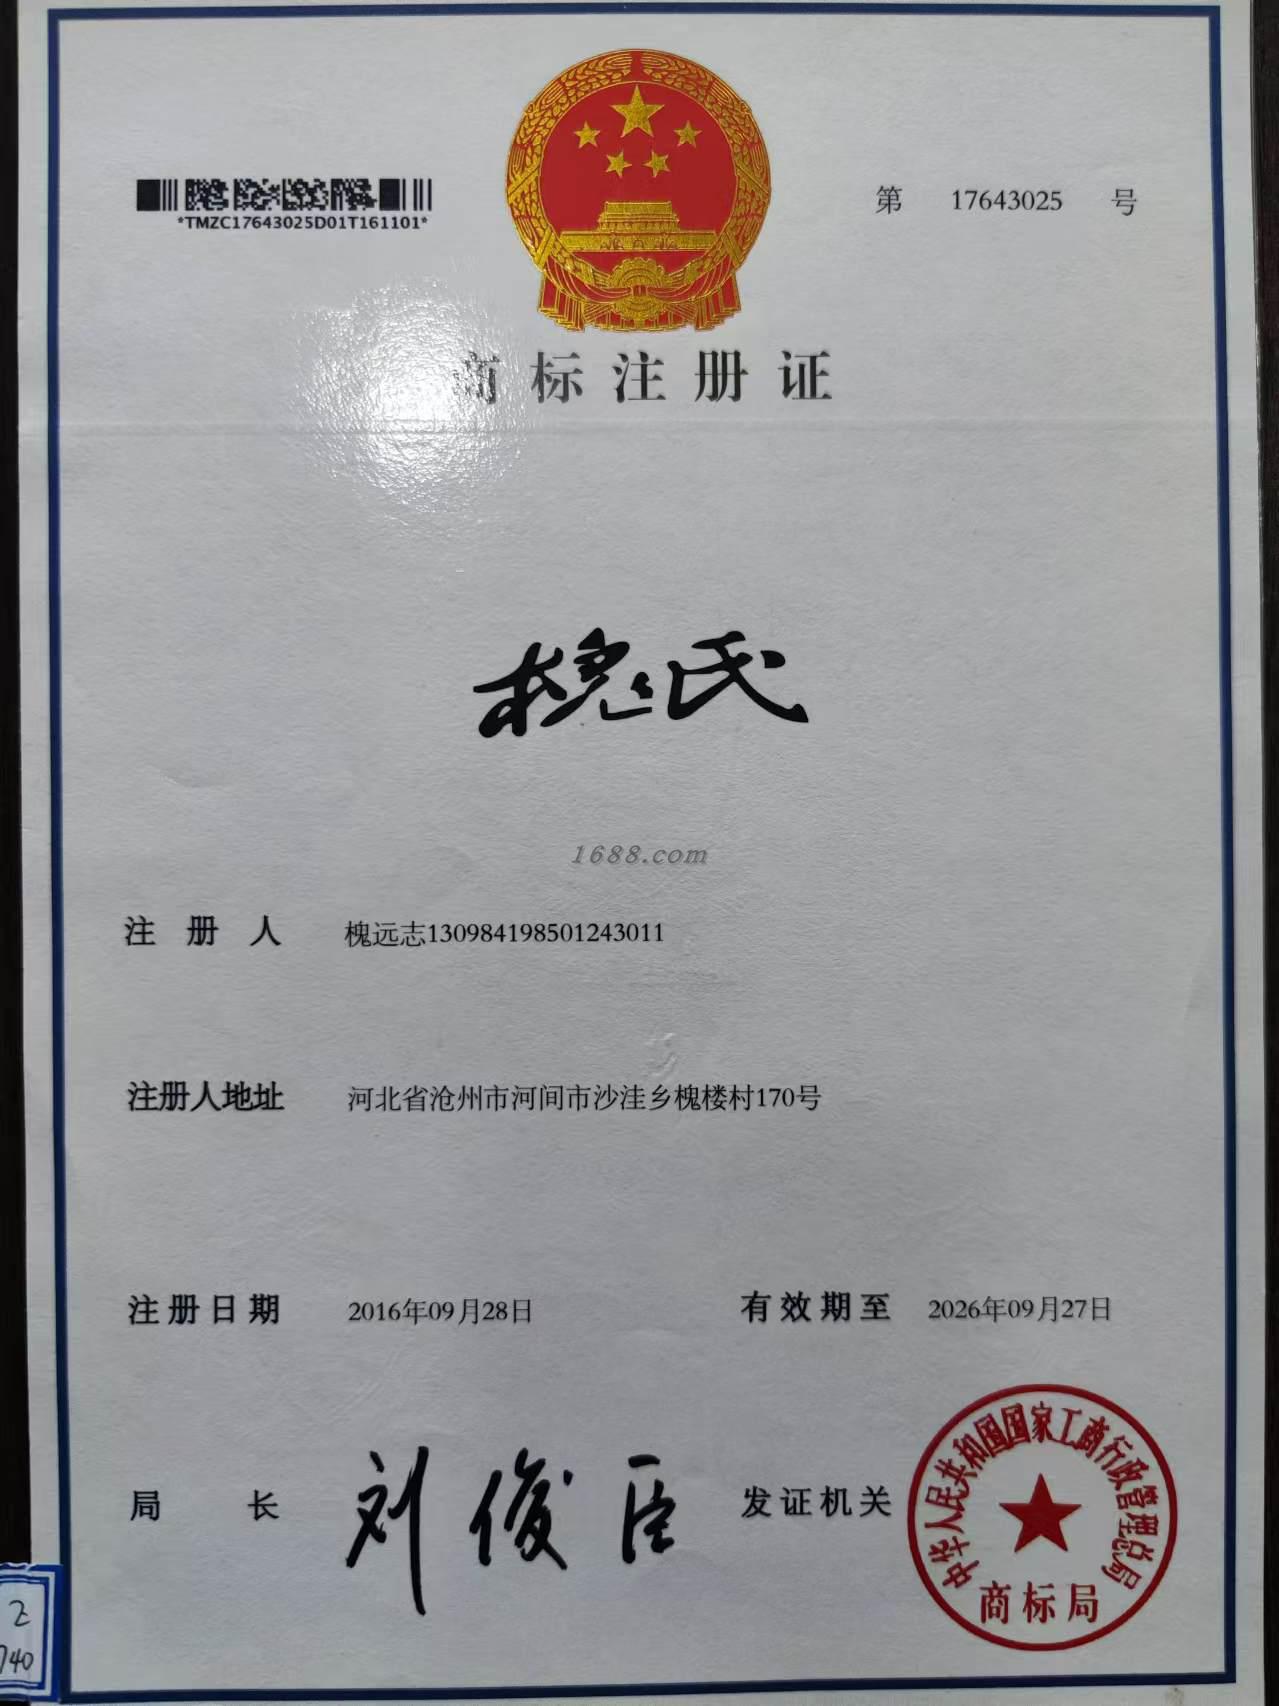 *TMZC17643025D01T161101*
第 17643025 号
商标注册证
槐氏
1688.com
注册人 槐远志130984198501243011
注册人地址 河北省沧州市河间市沙洼乡槐楼村170号
注册日期 2016年09月28日 有效期至 2026年09月27日
局长 刘俊臣 发证机关
中华人民共和国国家工商行政管理总局
商标局
Z
740